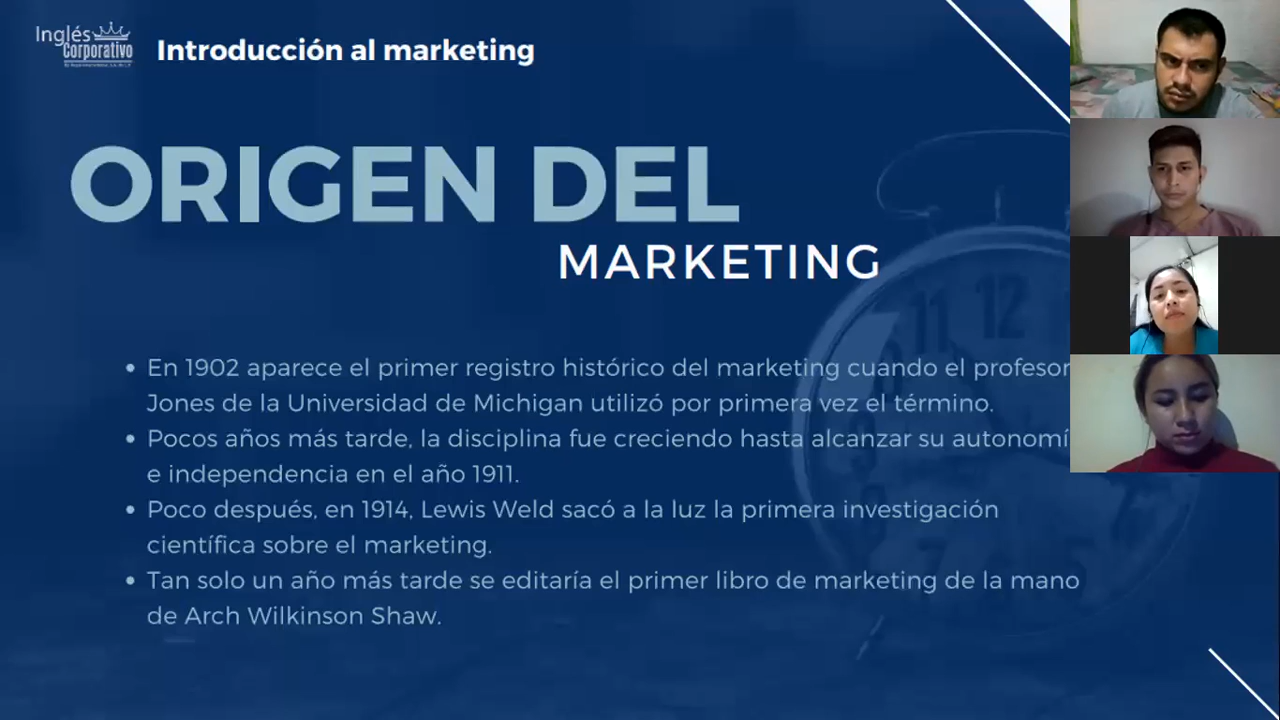 Inglés
Corporativo
Introducción al marketing
ORIGEN DEL
MARKETING
• En 1902 aparece el primer registro histórico del marketing cuando el profesor
Jones de la Universidad de Michigan utilizó por primera vez el término.
• Pocos años más tarde, la disciplina fue creciendo hasta alcanzar su autonomí
e independencia en el año 1911.
• Poco después, en 1914, Lewis Weld sacó a la luz la primera investigación
científica sobre el marketing.
• Tan solo un año más tarde se editaría el primer libro de marketing de la mano
de Arch Wilkinson Shaw.
11 12